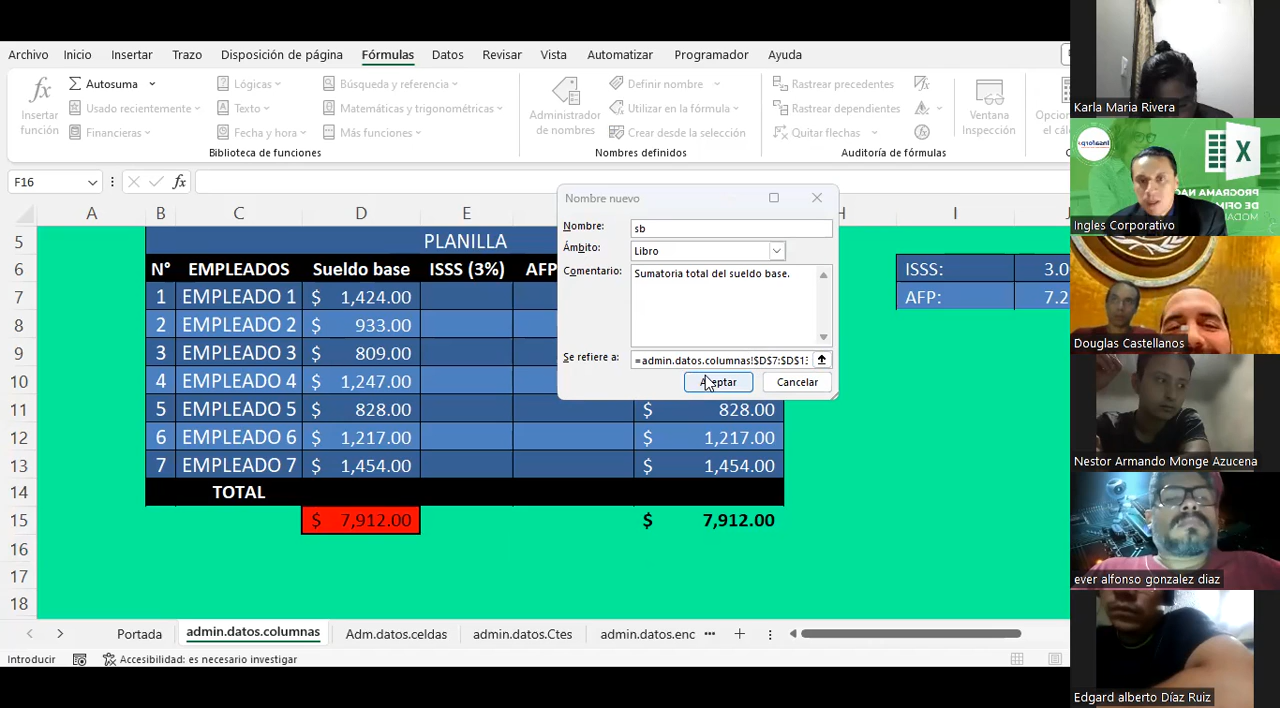 Archivo Inicio Insertar Trazo Disposición de página Fórmulas Datos Revisar Vista Automatizar Programador Ayuda
Insertar función
Autosuma
Usado recientemente
Financieras
Lógicas
Texto
Fecha y hora
Búsqueda y referencia
Matemáticas y trigonométricas
Más funciones
Biblioteca de funciones
Administrador de nombres
Definir nombre
Utilizar en la fórmula
Crear desde la selección
Nombres definidos
Rastrear precedentes
Rastrear dependientes
Quitar flechas
Auditoría de fórmulas
Ventana Inspección
F16
fx
A B C D E H I
5 PLANILLA
6 N° EMPLEADOS Sueldo base ISSS (3%) AFP
7 1 EMPLEADO 1 $ 1,424.00
8 2 EMPLEADO 2 $ 933.00
9 3 EMPLEADO 3 $ 809.00
10 4 EMPLEADO 4 $ 1,247.00
11 5 EMPLEADO 5 $ 828.00 $ 828.00
12 6 EMPLEADO 6 $ 1,217.00 $ 1,217.00
13 7 EMPLEADO 7 $ 1,454.00 $ 1,454.00
14 TOTAL
15 $ 7,912.00 $ 7,912.00
16
17
18
ISSS: 3.0
AFP: 7.2
Nombre nuevo
Nombre: sb
Ámbito: Libro
Comentario: Sumatoria total del sueldo base.
Se refiere a: =admin.datos.columnas!$D$7:$D$13
Aceptar Cancelar
Portada admin.datos.columnas Adm.datos.celdas admin.datos.Ctes admin.datos.enc
Introducir Accesibilidad: es necesario investigar
Karla Maria Rivera
Ingles Corporativo
Douglas Castellanos
Nestor Armando Monge Azucena
ever alfonso gonzalez diaz
Edgard alberto Díaz Ruiz